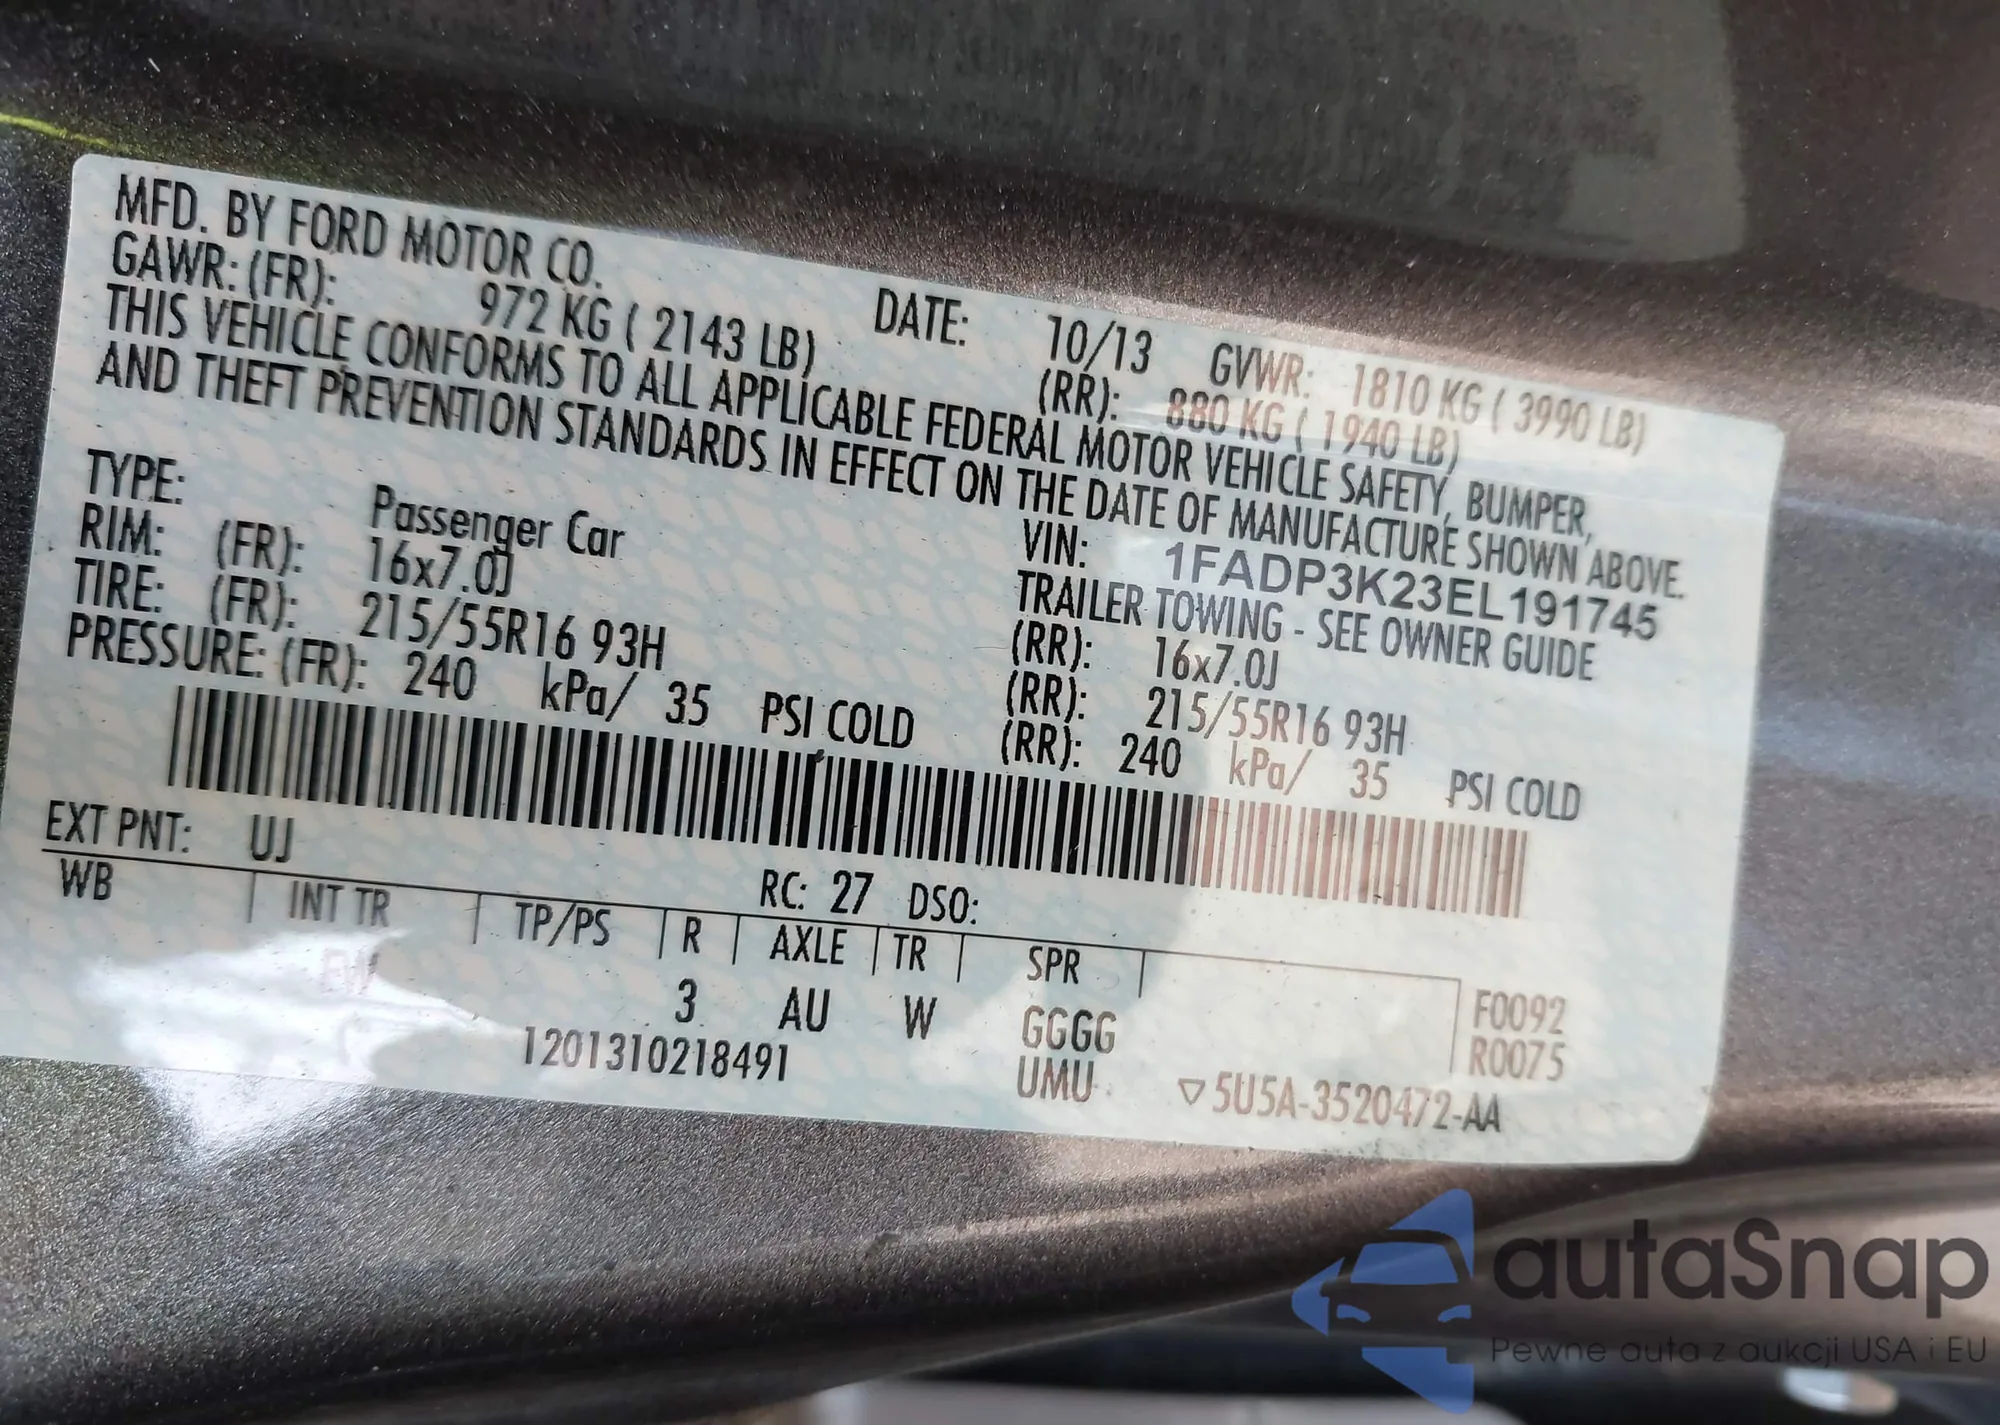 MFD. BY FORD MOTOR CO. DATE: 10/13 GVWR: 1810 KG ( 3990 LB)
GAWR: (FR): 972 KG ( 2143 LB) (RR): 880 KG ( 1940 LB)
THIS VEHICLE CONFORMS TO ALL APPLICABLE FEDERAL MOTOR VEHICLE SAFETY, BUMPER,
AND THEFT PREVENTION STANDARDS IN EFFECT ON THE DATE OF MANUFACTURE SHOWN ABOVE.
VIN: 1FADP3K23EL191745
TYPE: Passenger Car TRAILER TOWING - SEE OWNER GUIDE
RIM: (FR): 16x7.0J (RR): 16x7.0J
TIRE: (FR): 215/55R16 93H (RR): 215/55R16 93H
PRESSURE: (FR): 240 kPa/ 35 PSI COLD (RR): 240 kPa/ 35 PSI COLD
EXT PNT: UJ RC: 27 DSO:
WB INT TR TP/PS R AXLE TR SPR
EW 3 AU W GGGG F0092
1201310218491 UMU R0075
▽5U5A-3520472-AA
autaSnap
Pewne auta z aukcji USA i EU